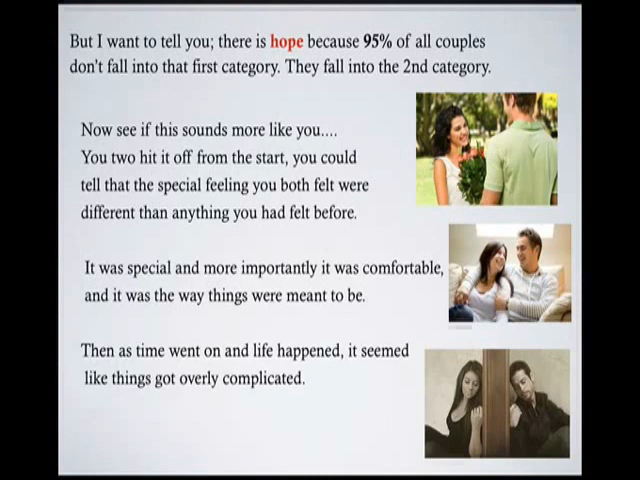 But I want to tell you; there is hope because 95% of all couples
don't fall into that first category. They fall into the 2nd category.
Now see if this sounds more like you....
You two hit it off from the start, you could
tell that the special feeling you both felt were
different than anything you had felt before.
It was special and more importantly it was comfortable,
and it was the way things were meant to be.
Then as time went on and life happened, it seemed
like things got overly complicated.